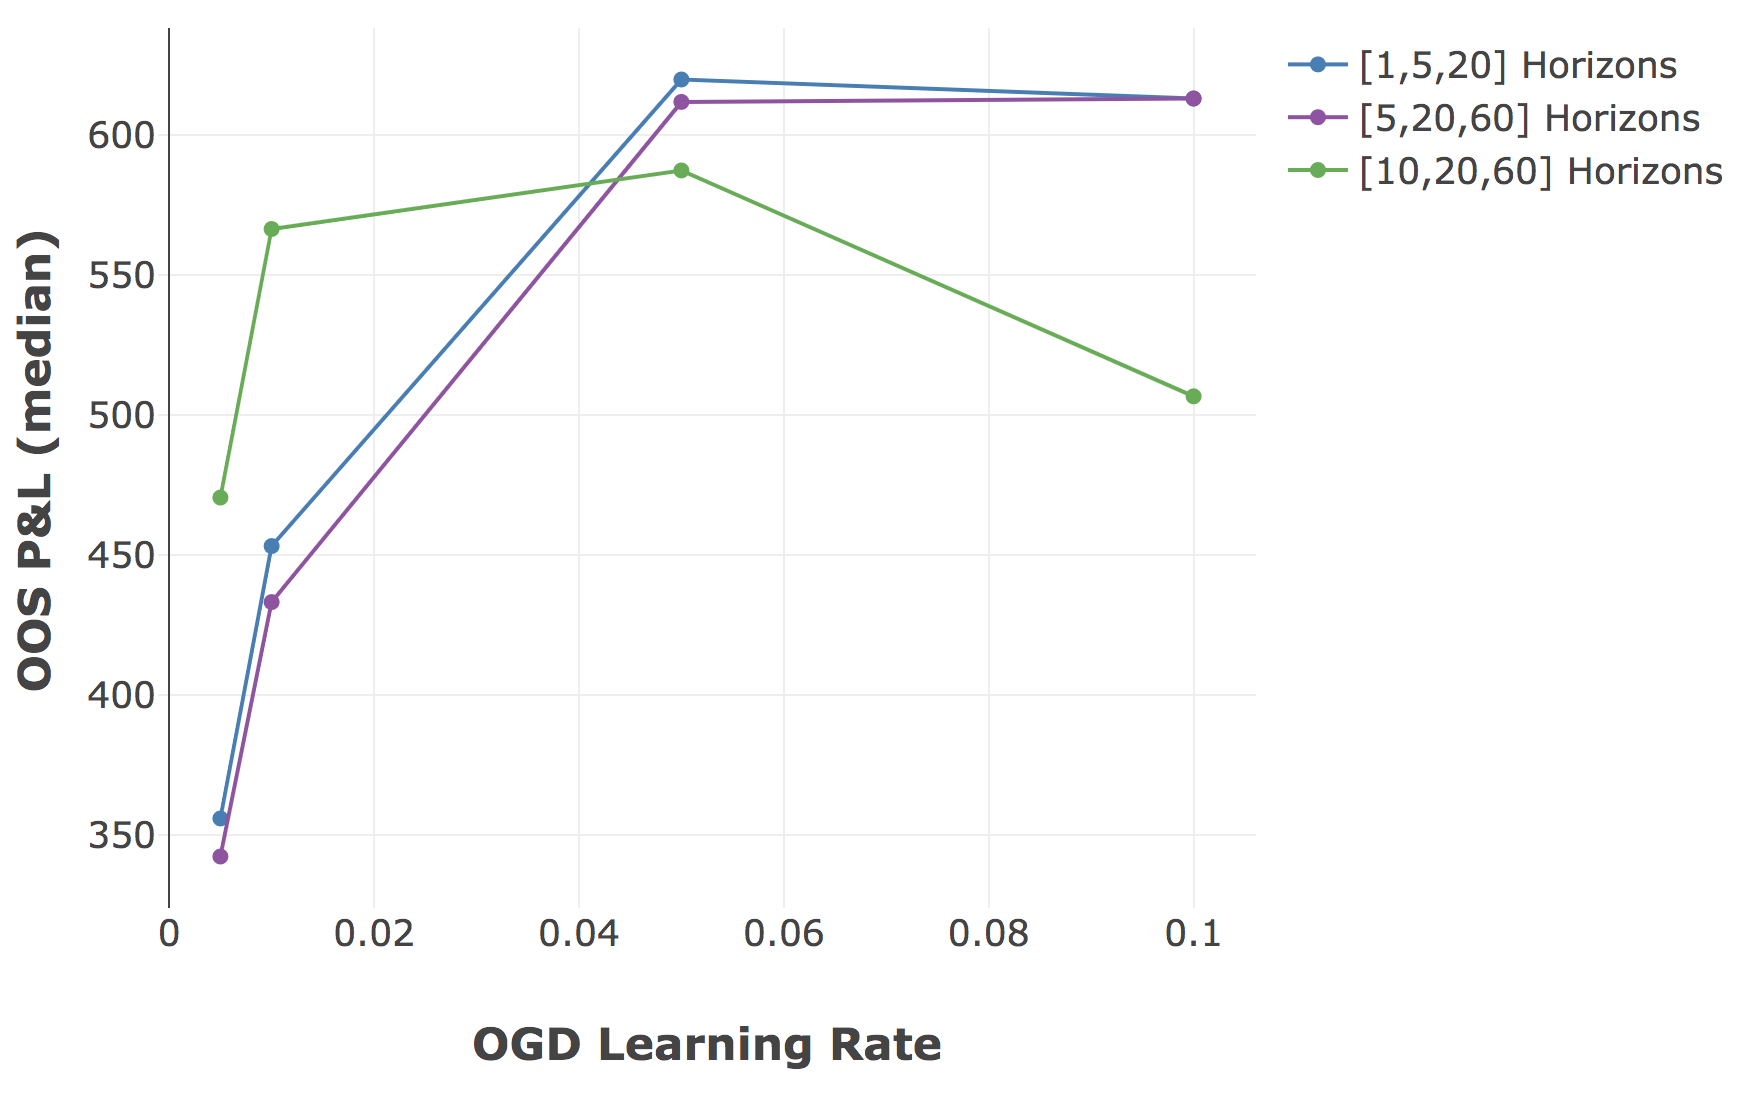 [1,5,20] Horizons
[5,20,60] Horizons
[10,20,60] Horizons
600
550
500
450
400
350
OOS P&L (median)
0 0.02 0.04 0.06 0.08 0.1
OGD Learning Rate